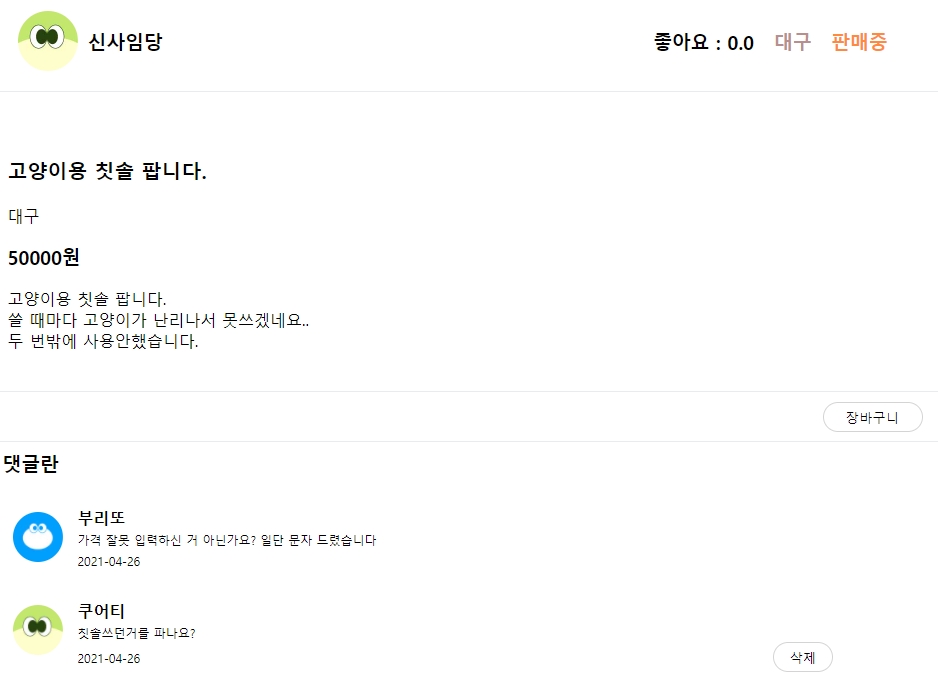 신사임당
좋아요 : 0.0 대구 판매중
고양이용 칫솔 팝니다.
대구
50000원
고양이용 칫솔 팝니다.
쓸 때마다 고양이가 난리나서 못쓰겠네요..
두 번밖에 사용안했습니다.
장바구니
댓글란
부리또
가격 잘못 입력하신 거 아닌가요? 일단 문자 드렸습니다
2021-04-26
쿠어티
칫솔쓰던거를 파나요?
2021-04-26
삭제